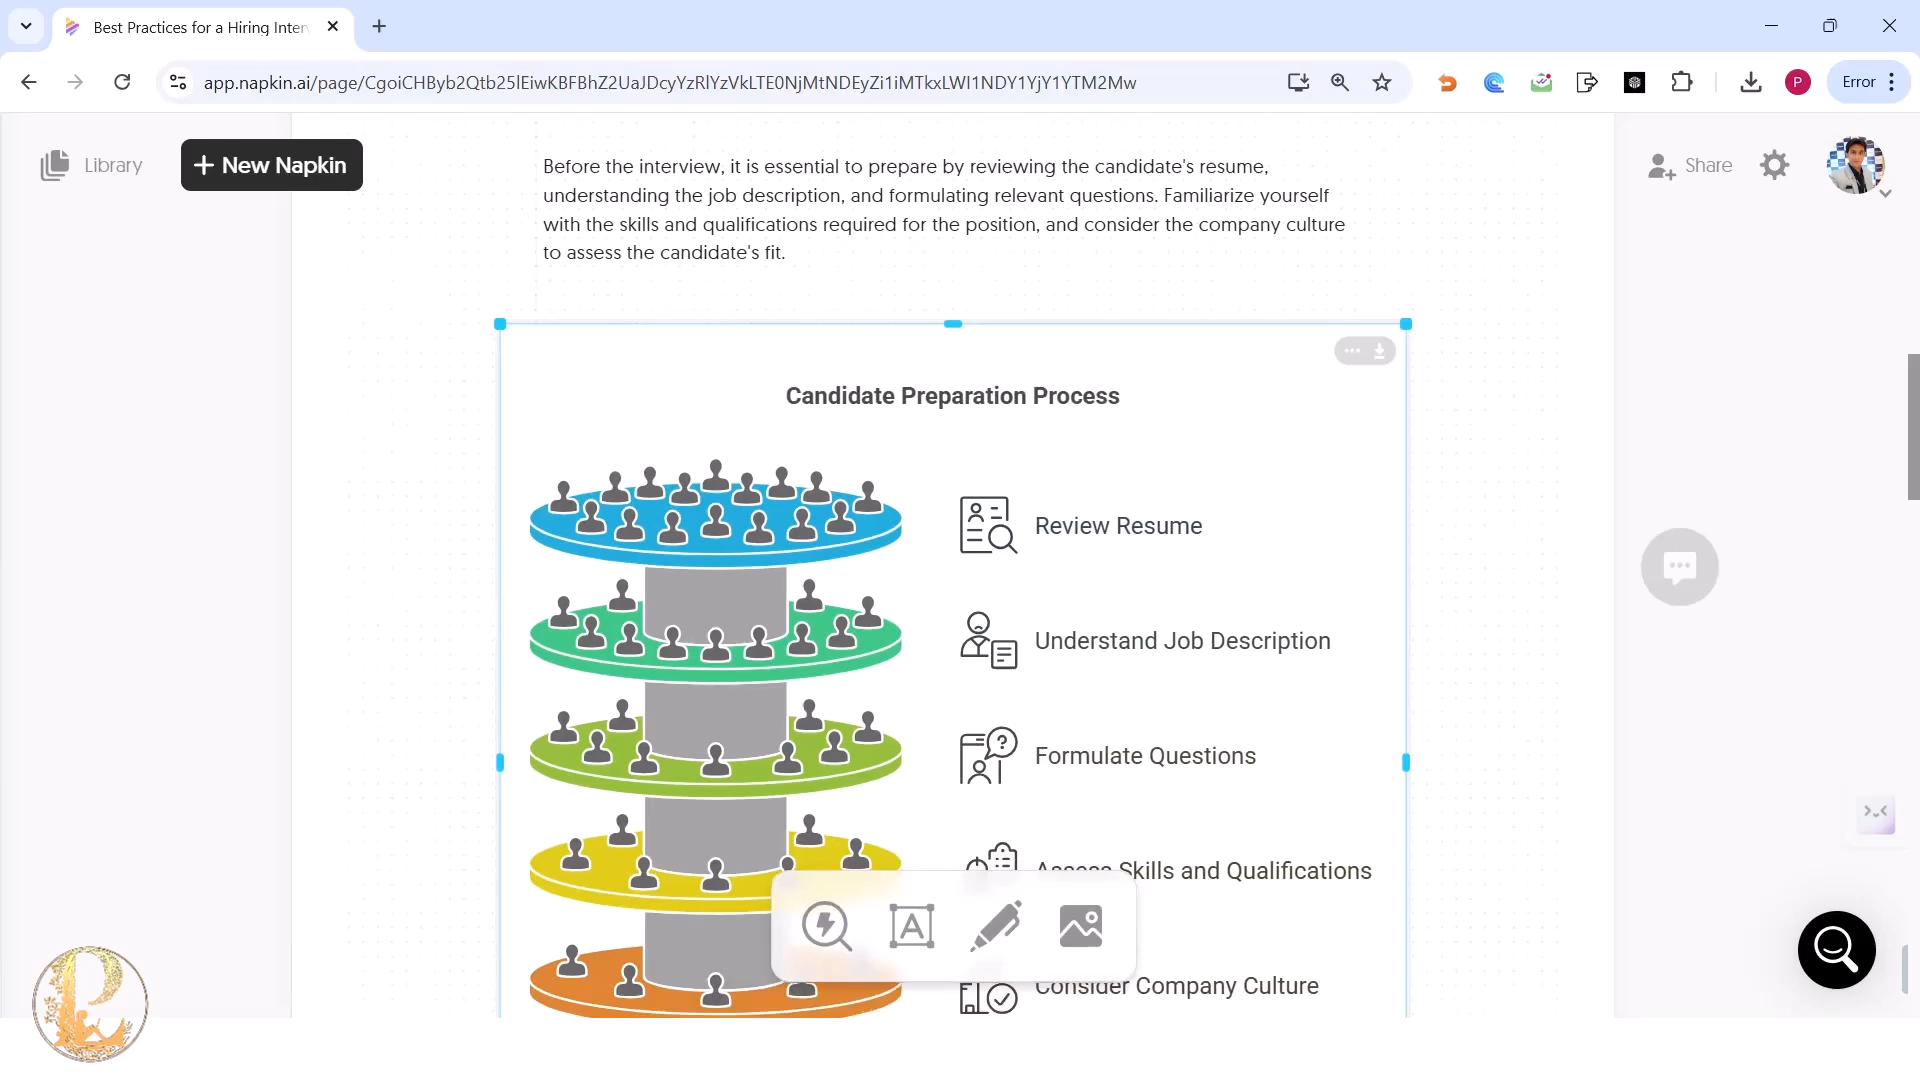 Best Practices for a Hiring Inter
app.napkin.ai/page/CgoiCHByb2Qtb25lEiwKBFBhZ2UaJDcyYzRlYzVkLTE0NjMtNDEyZi1iMTkxLWI1NDY1YjY1YTM2Mw
P
Error
Library
+ New Napkin
Share
Before the interview, it is essential to prepare by reviewing the candidate's resume,
understanding the job description, and formulating relevant questions. Familiarize yourself
with the skills and qualifications required for the position, and consider the company culture
to assess the candidate's fit.
Candidate Preparation Process
Review Resume
Understand Job Description
Formulate Questions
Assess Skills and Qualifications
Consider Company Culture